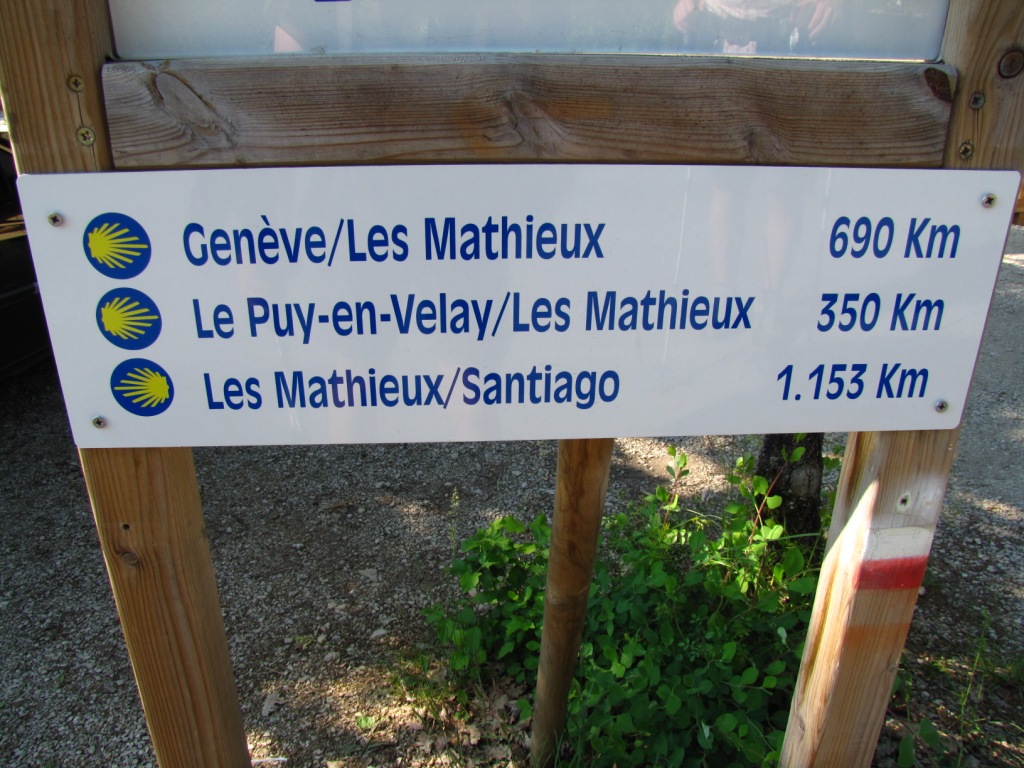 Genève/Les Mathieux 690 Km
Le Puy-en-Velay/Les Mathieux 350 Km
Les Mathieux/Santiago 1.153 Km